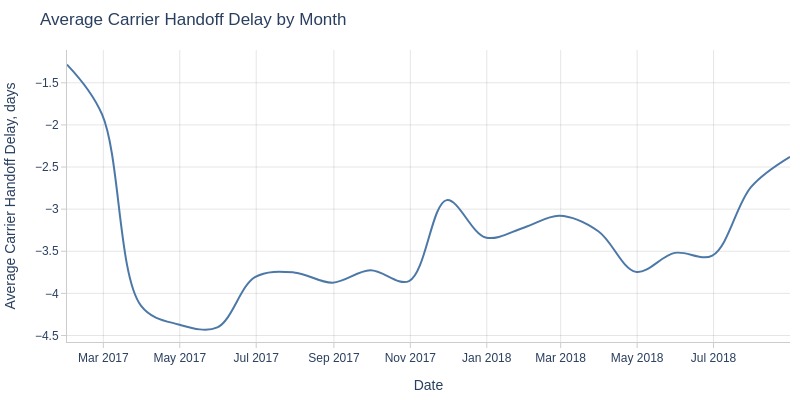 Average Carrier Handoff Delay by Month
Average Carrier Handoff Delay, days
−1.5
−2
−2.5
−3
−3.5
−4
−4.5
Mar 2017 May 2017 Jul 2017 Sep 2017 Nov 2017 Jan 2018 Mar 2018 May 2018 Jul 2018
Date